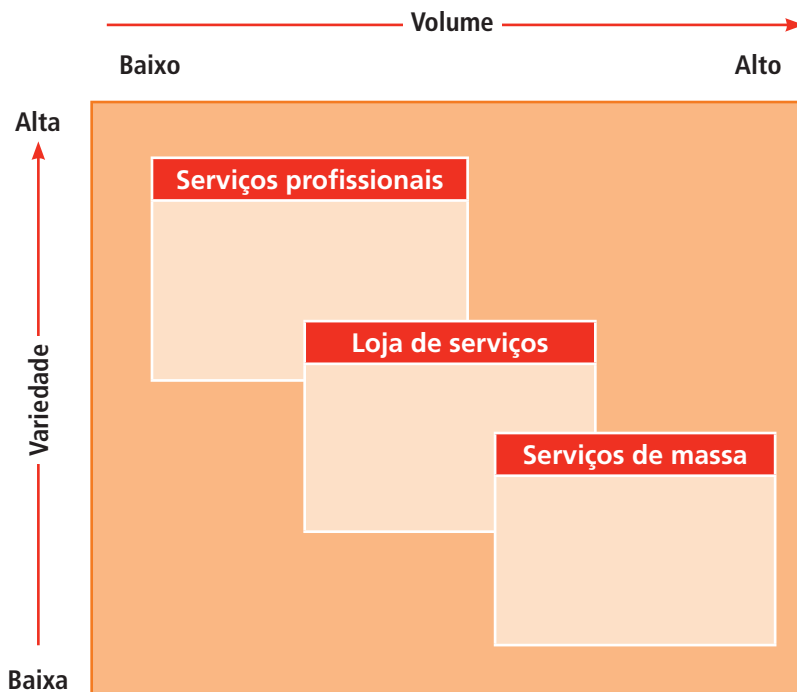 Volume
Baixo
Alto
Alta
Variedade
Baixa
Serviços profissionais
Loja de serviços
Serviços de massa